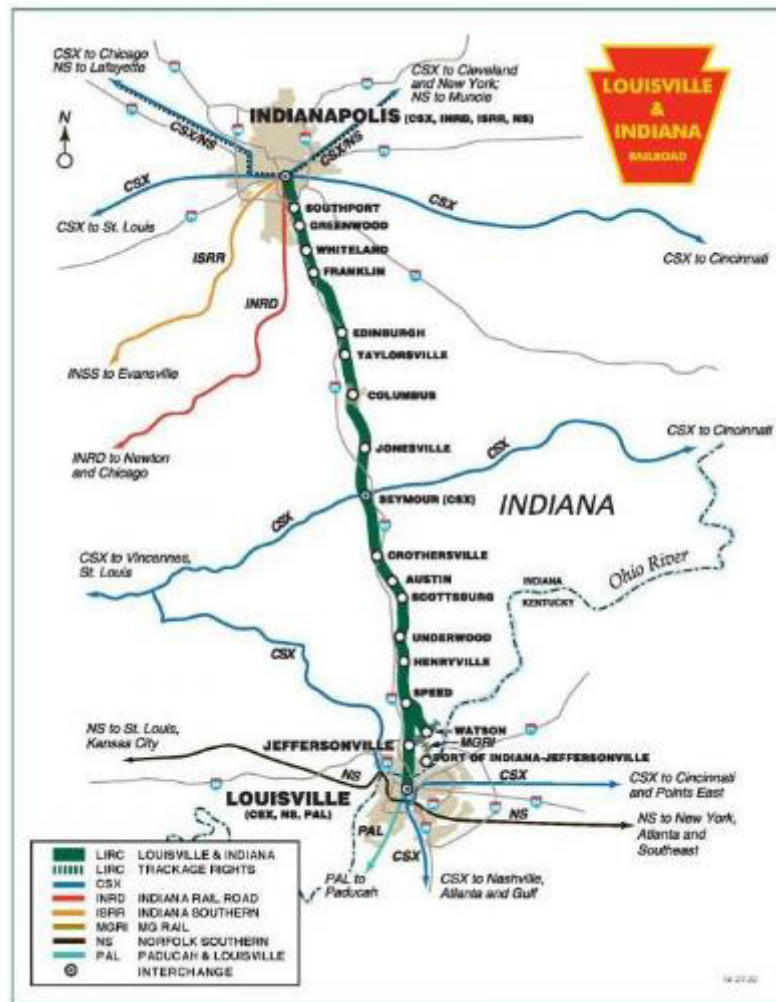 CSX to Chicago
NS to Lafayette
CSX to Cleveland
and New York;
NS to Muncie
LOUISVILLE
&
INDIANA
RAILROAD
N
INDIANAPOLIS (CSX, INRD, ISRR, NS)
CSX/NS
CSX/NS
CSX
CSX
CSX to St. Louis
CSX to Cincinnati
SOUTHPORT
GREENWOOD
WHITELAND
FRANKLIN
ISRR
INRD
EDINBURGH
TAYLORSVILLE
INSS to Evansville
COLUMBUS
INRD to Newton
and Chicago
JONESVILLE
CSX
CSX to Cincinnati
SEYMOUR (CSX)
INDIANA
CSX
CSX to Vincennes,
St. Louis
CROTHERSVILLE
AUSTIN
SCOTTSBURG
INDIANA
KENTUCKY
Ohio River
UNDERWOOD
HENRYVILLE
CSX
SPEED
NS to St. Louis,
Kansas City
WATSON
MGRI
JEFFERSONVILLE
PORT OF INDIANA-JEFFERSONVILLE
NS
CSX
CSX to Cincinnati
and Points East
LOUISVILLE
(CSX, NS, PAL)
NS
NS to New York,
Atlanta and
Southeast
PAL
CSX
PAL to
Paducah
CSX to Nashville,
Atlanta and Gulf
LIRC LOUISVILLE & INDIANA
LIRC TRACKAGE RIGHTS
CSX
INRD INDIANA RAIL ROAD
ISRR INDIANA SOUTHERN
MGRI MG RAIL
NS NORFOLK SOUTHERN
PAL PADUCAH & LOUISVILLE
INTERCHANGE